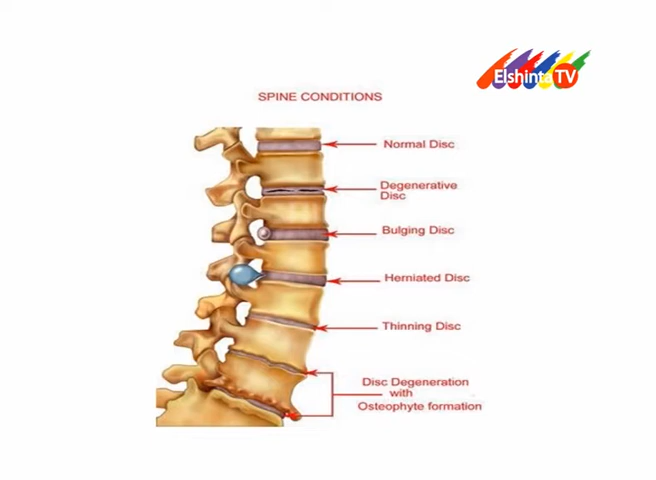 Elshinta TV
SPINE CONDITIONS
Normal Disc
Degenerative
Disc
Bulging Disc
Herniated Disc
Thinning Disc
Disc Degeneration
with
Osteophyte formation